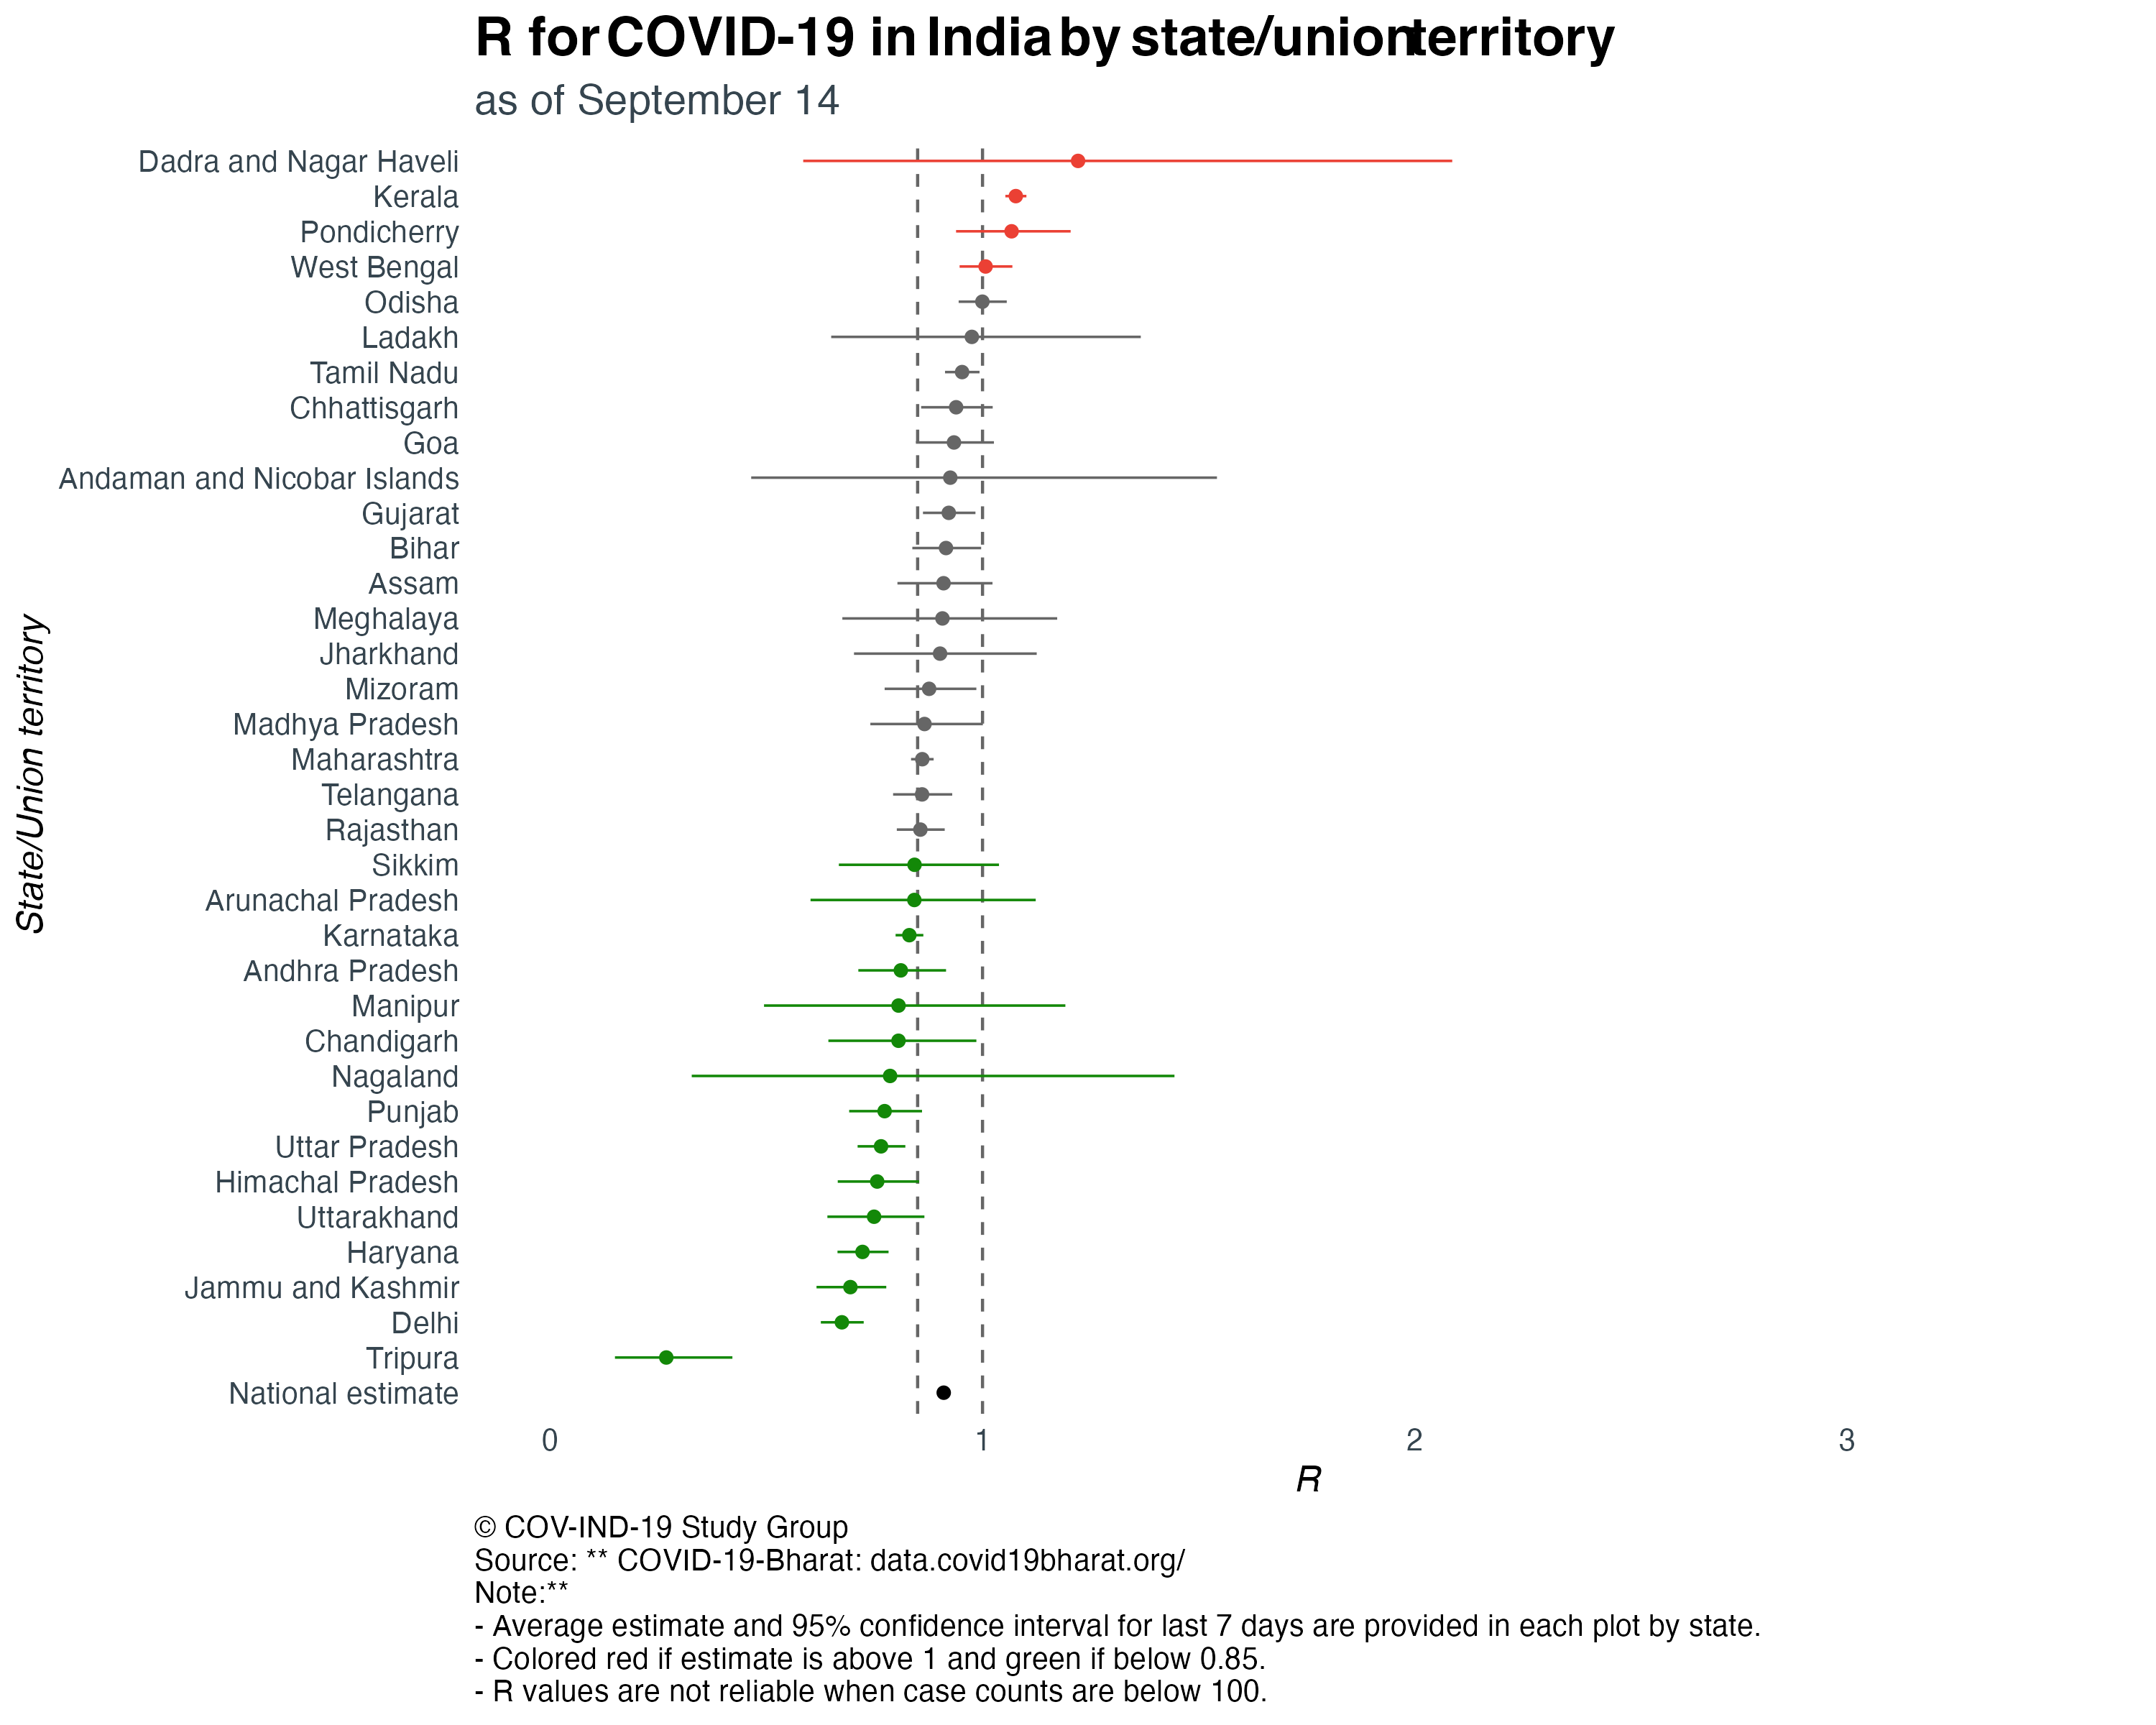 R for COVID-19 in India by state/union territory
as of September 14
State/Union territory
Dadra and Nagar Haveli
Kerala
Pondicherry
West Bengal
Odisha
Ladakh
Tamil Nadu
Chhattisgarh
Goa
Andaman and Nicobar Islands
Gujarat
Bihar
Assam
Meghalaya
Jharkhand
Mizoram
Madhya Pradesh
Maharashtra
Telangana
Rajasthan
Sikkim
Arunachal Pradesh
Karnataka
Andhra Pradesh
Manipur
Chandigarh
Nagaland
Punjab
Uttar Pradesh
Himachal Pradesh
Uttarakhand
Haryana
Jammu and Kashmir
Delhi
Tripura
National estimate
0 1 2 3
R
© COV-IND-19 Study Group
Source: ** COVID-19-Bharat: data.covid19bharat.org/
Note:**
- Average estimate and 95% confidence interval for last 7 days are provided in each plot by state.
- Colored red if estimate is above 1 and green if below 0.85.
- R values are not reliable when case counts are below 100.